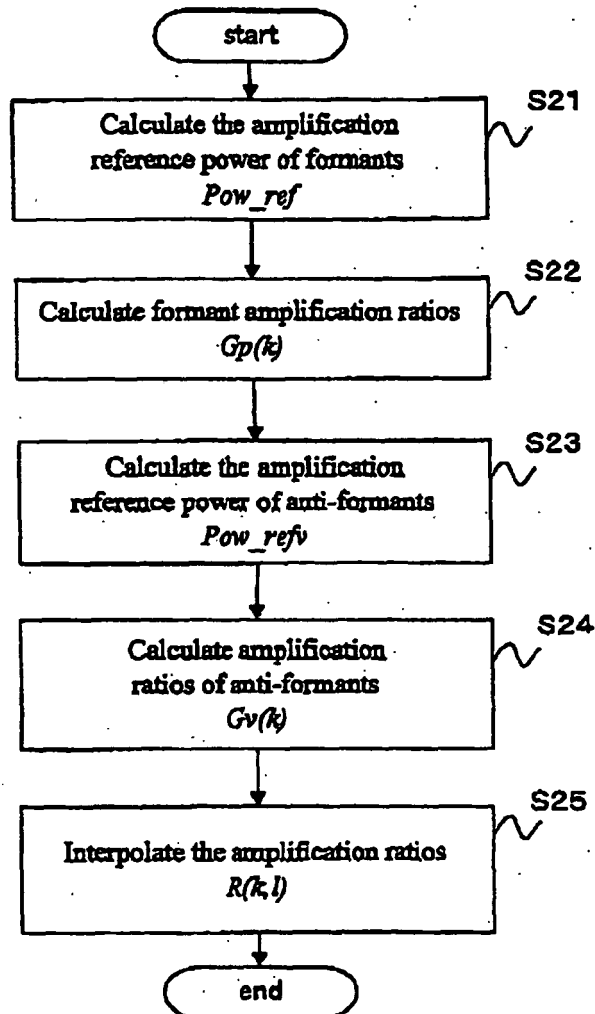 start
S21
Calculate the amplification
reference power of formants
Pow_ref
S22
Calculate formant amplification ratios
Gp(k)
S23
Calculate the amplification
reference power of anti-formants
Pow_refv
S24
Calculate amplification
ratios of anti-formants
Gv(k)
S25
Interpolate the amplification ratios
R(k,l)
end